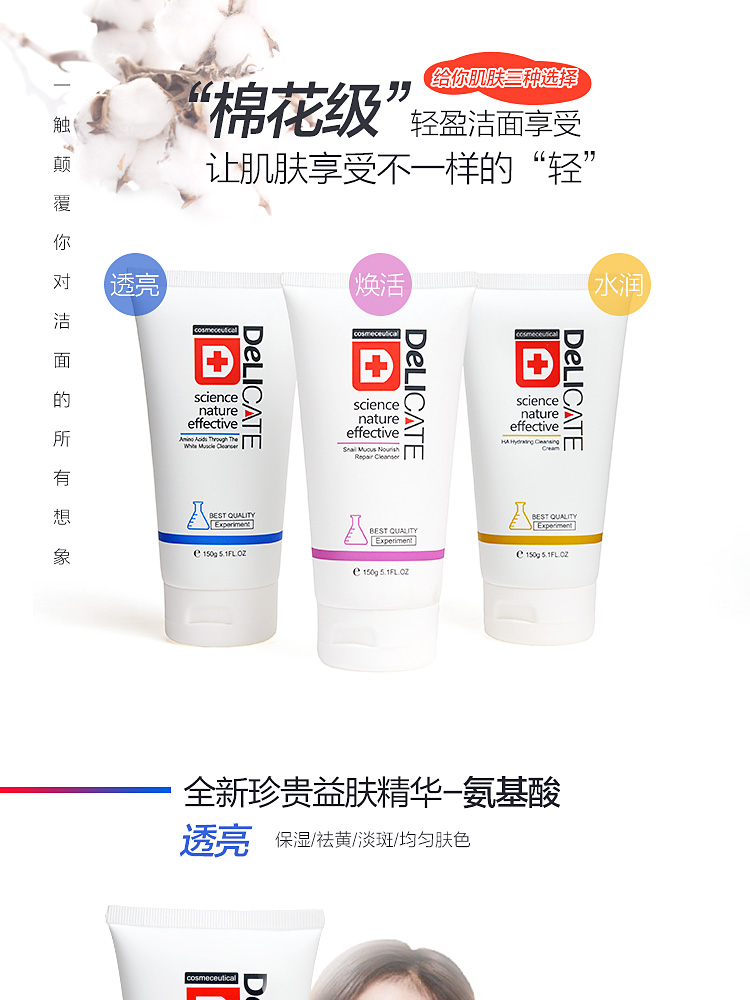 给你肌肤三种选择
“棉花级”轻盈洁面享受
让肌肤享受不一样的“轻”
一触颠覆你对洁面的所有想象
透亮
焕活
水润
cosmeceutical
DeLICATE
science
nature
effective
Amino Acids Through The
White Muscle Cleanser
BEST QUALITY
Experiment
e 150g 5.1FL.OZ
cosmeceutical
DeLICATE
science
nature
effective
Snail Mucus Nourish
Repair Cleanser
BEST QUALITY
Experiment
e 150g 5.1FL.OZ
cosmeceutical
DeLICATE
science
nature
effective
HA Hydrating Cleansing
Cream
BEST QUALITY
Experiment
e 150g 5.1FL.OZ
全新珍贵益肤精华–氨基酸
透亮
保湿/祛黄/淡斑/均匀肤色
cosmeceutical
DeLI